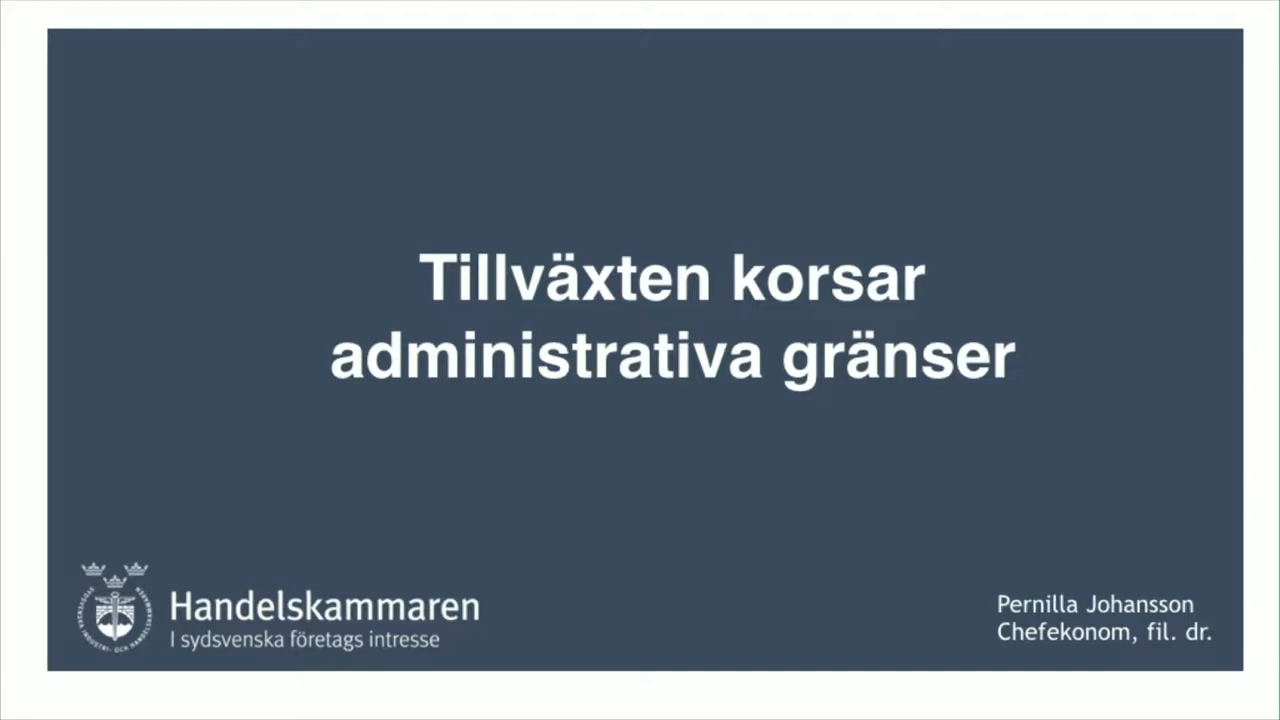 Tillväxten korsar
administrativa gränser
Handelskammaren
I sydsvenska företags intresse
Pernilla Johansson
Chefekonom, fil. dr.